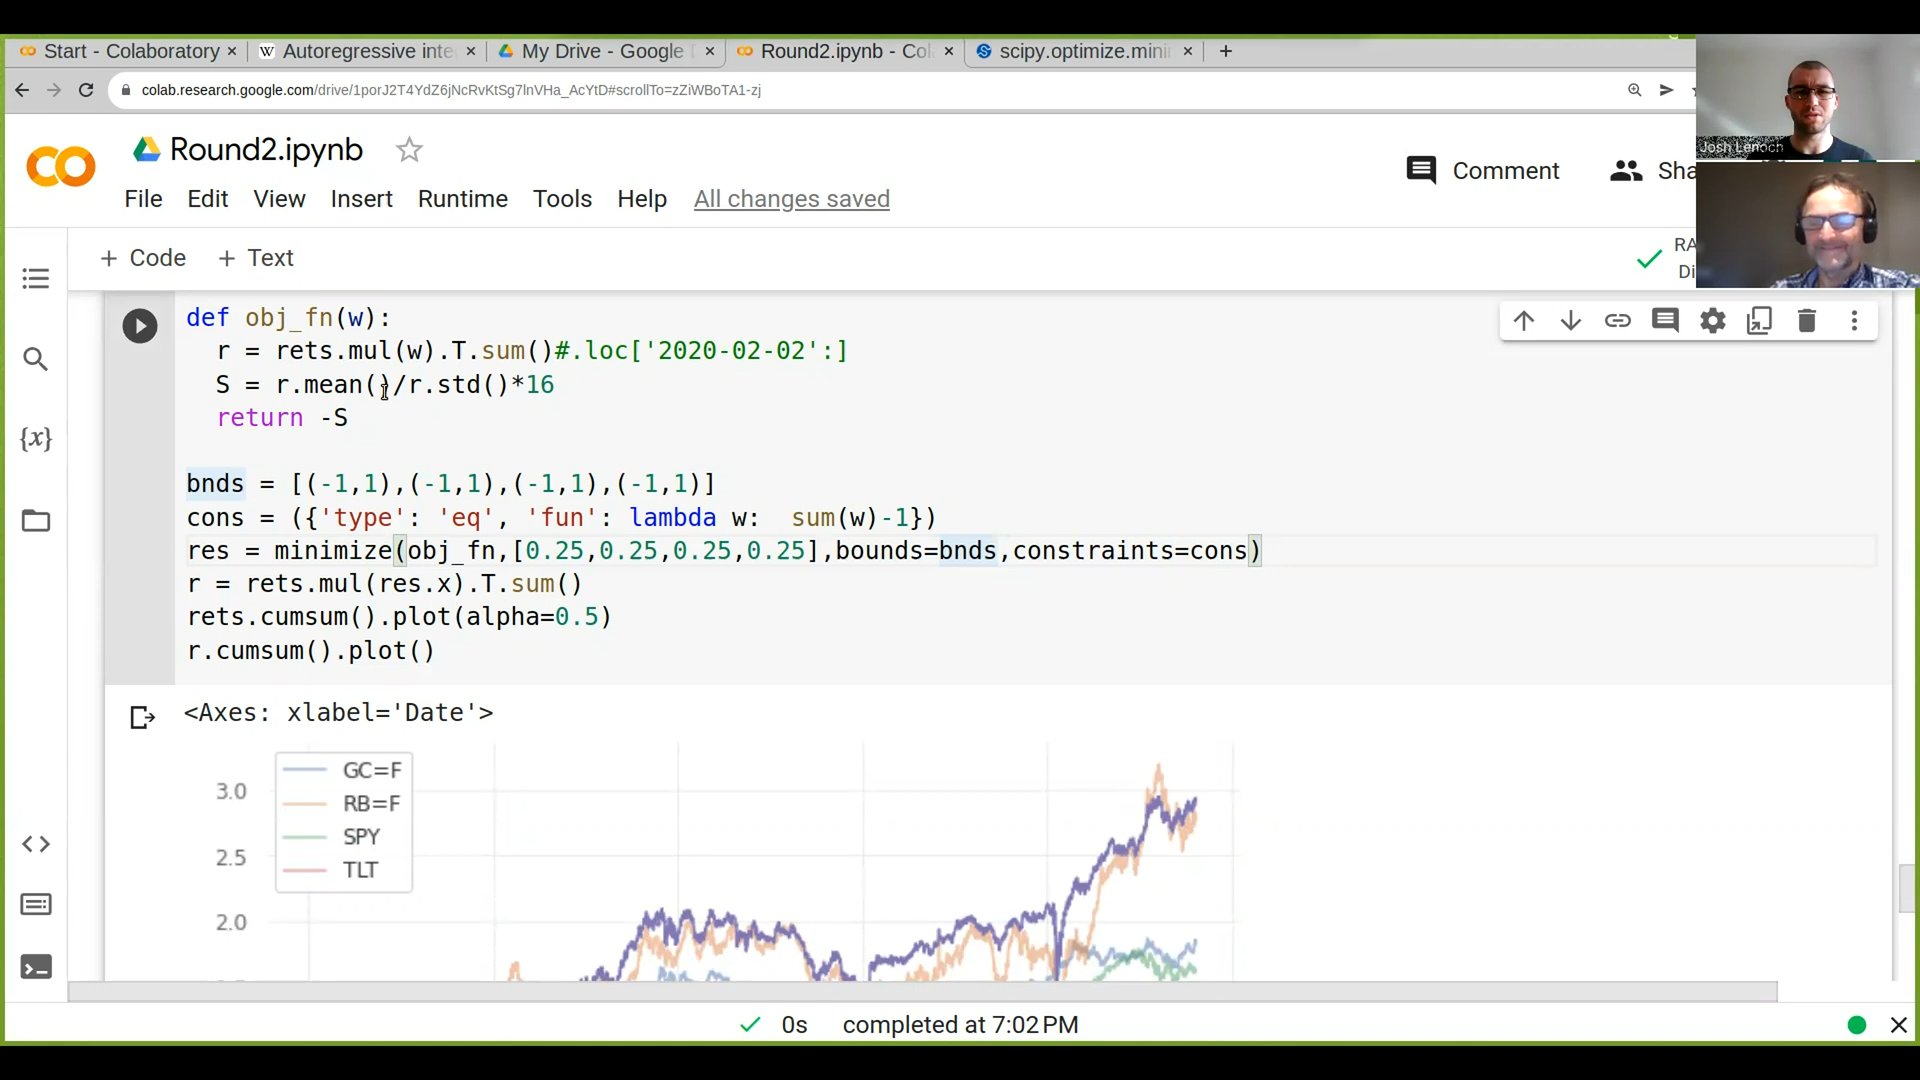 Start - Colaboratory
Autoregressive inte
My Drive - Google
Round2.ipynb - Col
scipy.optimize.mini
colab.research.google.com/drive/1porJ2T4YdZ6jNcRvKtSg7lnVHa_AcYtD#scrollTo=zZiWBoTA1-zj
Josh Lenoch
Round2.ipynb
Comment
Sha
File Edit View Insert Runtime Tools Help All changes saved
+ Code + Text
RA
Di
def obj_fn(w):
r = rets.mul(w).T.sum()#.loc['2020-02-02':]
S = r.mean()/r.std()*16
return -S
bnds = [(-1,1),(-1,1),(-1,1),(-1,1)]
cons = ({'type': 'eq', 'fun': lambda w:  sum(w)-1})
res = minimize(obj_fn,[0.25,0.25,0.25,0.25],bounds=bnds,constraints=cons)
r = rets.mul(res.x).T.sum()
rets.cumsum().plot(alpha=0.5)
r.cumsum().plot()
<Axes: xlabel='Date'>
GC=F
RB=F
SPY
TLT
3.0
2.5
2.0
0s completed at 7:02 PM